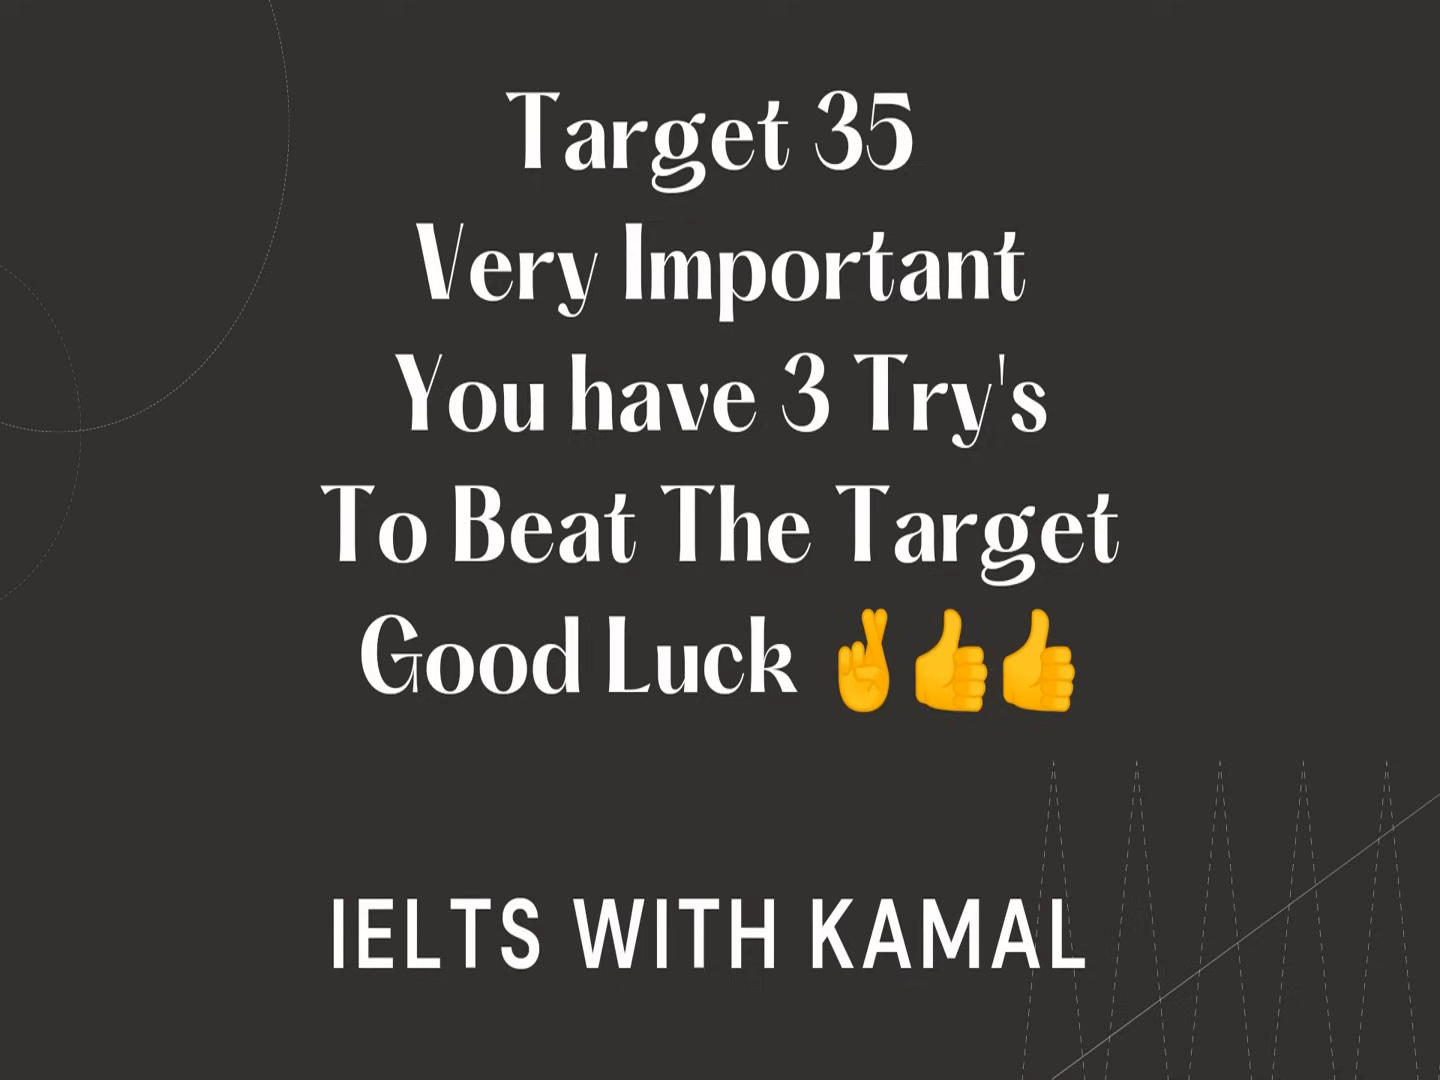 Target 35
Very Important
You have 3 Try's
To Beat The Target
Good Luck 🤞👍👍
IELTS WITH KAMAL